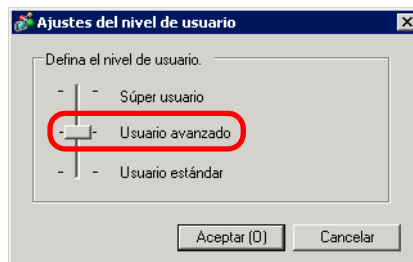 Ajustes del nivel de usuario
Defina el nivel de usuario.
Súper usuario
Usuario avanzado
Usuario estándar
Aceptar (O) Cancelar